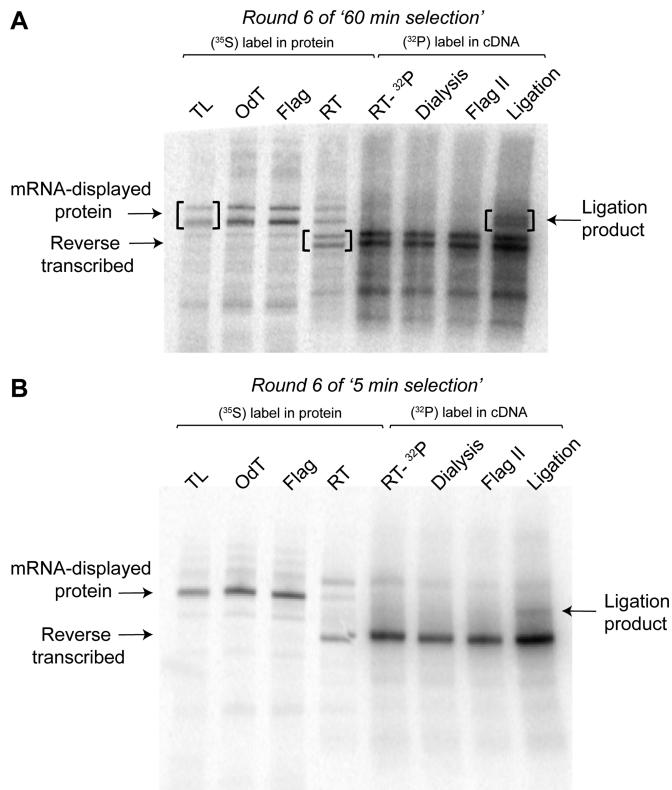 A
Round 6 of ‘60 min selection’
(³⁵S) label in protein
(³²P) label in cDNA
TL
OdT
Flag
RT
RT-³²P
Dialysis
Flag II
Ligation
mRNA-displayed
protein
Reverse
transcribed
Ligation
product
B
Round 6 of ‘5 min selection’
(³⁵S) label in protein
(³²P) label in cDNA
TL
OdT
Flag
RT
RT-³²P
Dialysis
Flag II
Ligation
mRNA-displayed
protein
Reverse
transcribed
Ligation
product